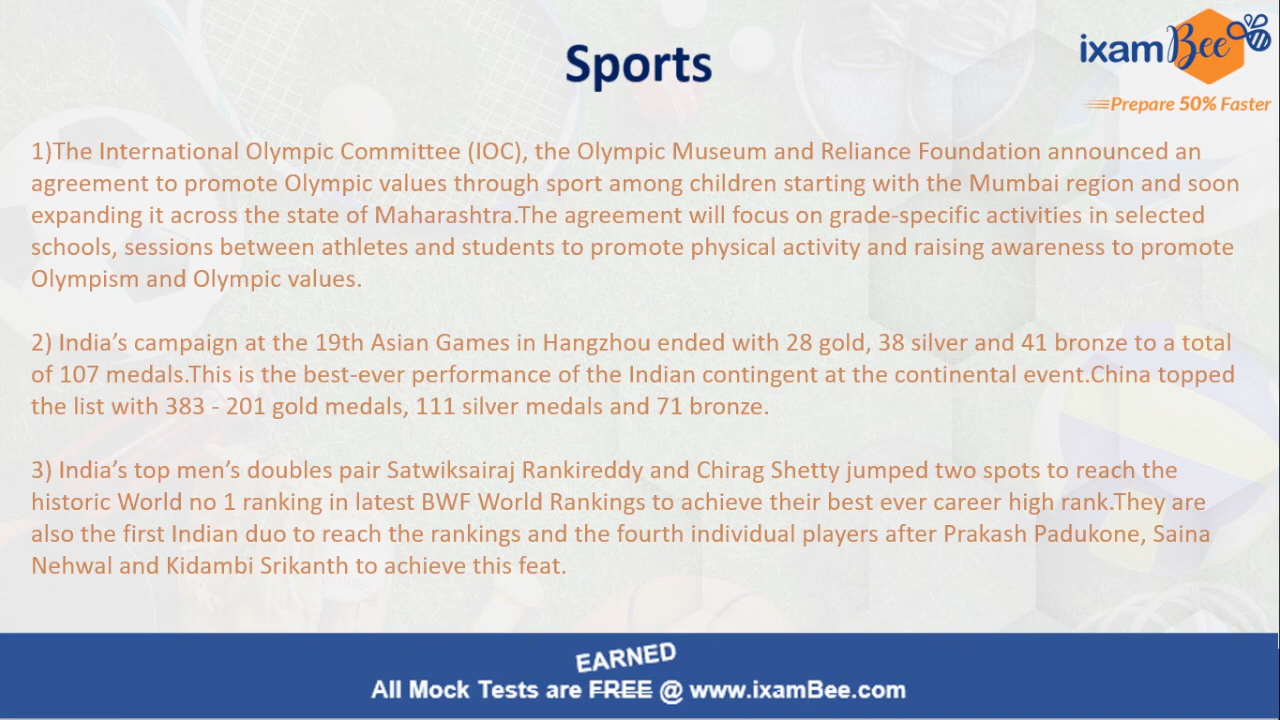 Sports
ixamBee
Prepare 50% Faster
1)The International Olympic Committee (IOC), the Olympic Museum and Reliance Foundation announced an
agreement to promote Olympic values through sport among children starting with the Mumbai region and soon
expanding it across the state of Maharashtra.The agreement will focus on grade-specific activities in selected
schools, sessions between athletes and students to promote physical activity and raising awareness to promote
Olympism and Olympic values.
2) India’s campaign at the 19th Asian Games in Hangzhou ended with 28 gold, 38 silver and 41 bronze to a total
of 107 medals.This is the best-ever performance of the Indian contingent at the continental event.China topped
the list with 383 - 201 gold medals, 111 silver medals and 71 bronze.
3) India’s top men’s doubles pair Satwiksairaj Rankireddy and Chirag Shetty jumped two spots to reach the
historic World no 1 ranking in latest BWF World Rankings to achieve their best ever career high rank.They are
also the first Indian duo to reach the rankings and the fourth individual players after Prakash Padukone, Saina
Nehwal and Kidambi Srikanth to achieve this feat.
EARNED
All Mock Tests are FREE @ www.ixamBee.com